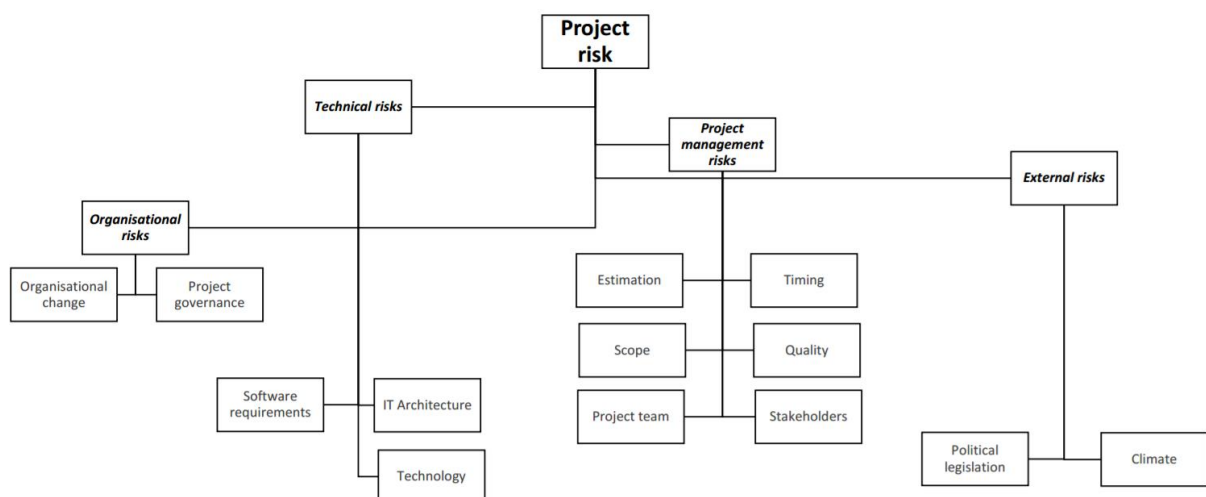 Project
risk
Technical risks
Project
management
risks
External risks
Organisational
risks
Organisational
change
Project
governance
Estimation
Timing
Scope
Quality
Software
requirements
IT Architecture
Project team
Stakeholders
Technology
Political
legislation
Climate